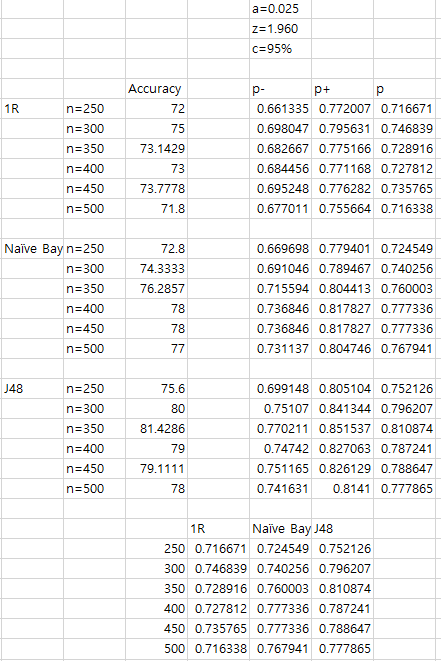 a=0.025
z=1.960
c=95%
Accuracy p- p+ p
1R n=250 72 0.661335 0.772007 0.716671
n=300 75 0.698047 0.795631 0.746839
n=350 73.1429 0.682667 0.775166 0.728916
n=400 73 0.684456 0.771168 0.727812
n=450 73.7778 0.695248 0.776282 0.735765
n=500 71.8 0.677011 0.755664 0.716338
Naïve Bay n=250 72.8 0.669698 0.779401 0.724549
n=300 74.3333 0.691046 0.789467 0.740256
n=350 76.2857 0.715594 0.804413 0.760003
n=400 78 0.736846 0.817827 0.777336
n=450 78 0.736846 0.817827 0.777336
n=500 77 0.731137 0.804746 0.767941
J48 n=250 75.6 0.699148 0.805104 0.752126
n=300 80 0.75107 0.841344 0.796207
n=350 81.4286 0.770211 0.851537 0.810874
n=400 79 0.74742 0.827063 0.787241
n=450 79.1111 0.751165 0.826129 0.788647
n=500 78 0.741631 0.8141 0.777865
1R Naïve Bay J48
250 0.716671 0.724549 0.752126
300 0.746839 0.740256 0.796207
350 0.728916 0.760003 0.810874
400 0.727812 0.777336 0.787241
450 0.735765 0.777336 0.788647
500 0.716338 0.767941 0.777865